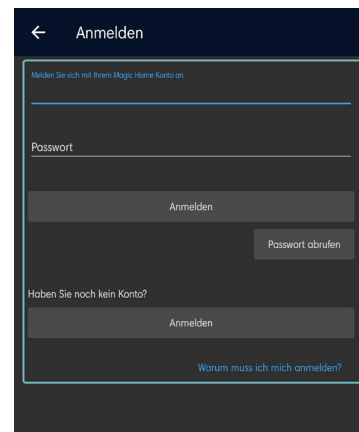 Anmelden
Melden Sie sich mit Ihrem Magic Home Konto an
Passwort
Anmelden
Passwort abrufen
Haben Sie noch kein Konto?
Anmelden
Warum muss ich mich anmelden?